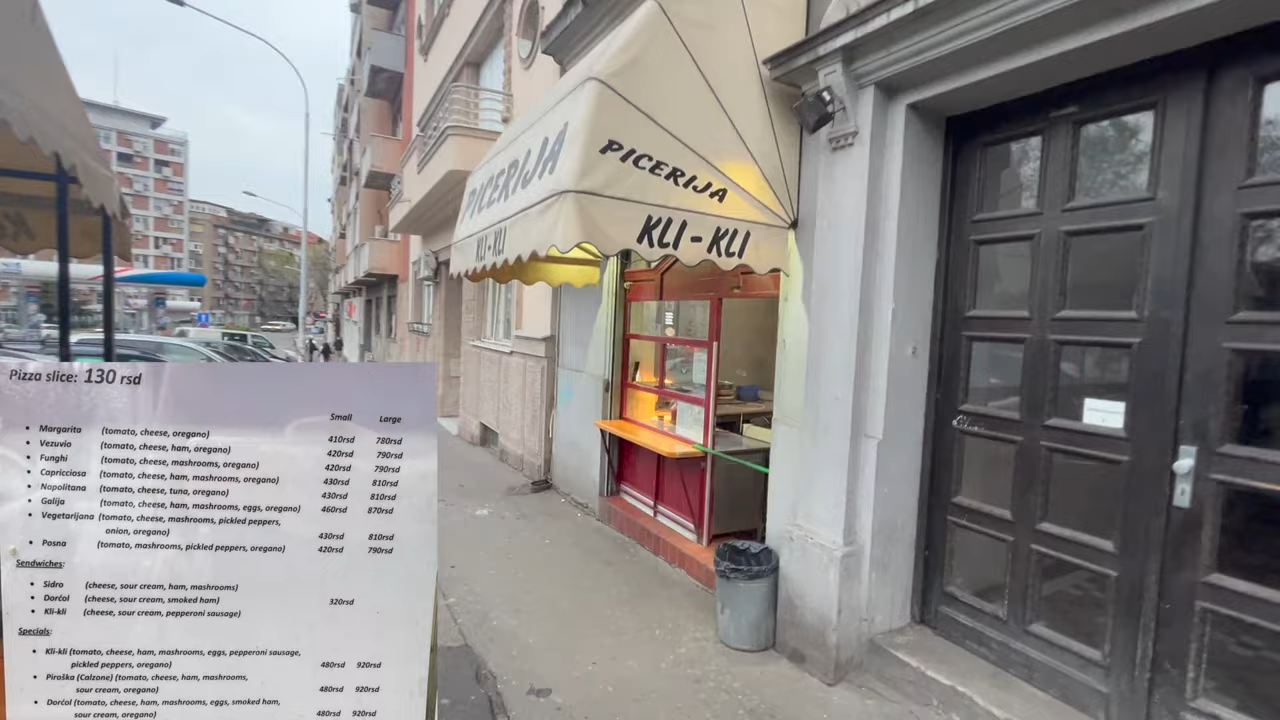 PICERIJA
KLI-KLI
PICERIJA
KLI-KLI
Pizza slice: 130 rsd
Small Large
• Margarita (tomato, cheese, oregano) 410rsd 780rsd
• Vezuvio (tomato, cheese, ham, oregano) 420rsd 790rsd
• Funghi (tomato, cheese, mashrooms, oregano) 420rsd 790rsd
• Capricciosa (tomato, cheese, ham, mashrooms, oregano) 430rsd 810rsd
• Napolitana (tomato, cheese, tuna, oregano) 430rsd 810rsd
• Galija (tomato, cheese, ham, mashrooms, eggs, oregano) 460rsd 870rsd
• Vegetarijana (tomato, cheese, mashrooms, pickled peppers,
onion, oregano) 430rsd 810rsd
• Posna (tomato, mashrooms, pickled peppers, oregano) 420rsd 790rsd
Sendwiches:
• Sidro (cheese, sour cream, ham, mashrooms)
• Dorćol (cheese, sour cream, smoked ham) 320rsd
• Kli-kli (cheese, sour cream, pepperoni sausage)
Specials:
• Kli-kli (tomato, cheese, ham, mashrooms, eggs, pepperoni sausage,
pickled peppers, oregano) 480rsd 920rsd
• Piroška (Calzone) (tomato, cheese, ham, mashrooms,
sour cream, oregano) 480rsd 920rsd
• Dorćol (tomato, cheese, ham, mashrooms, eggs, smoked ham,
sour cream, oregano) 480rsd 920rsd